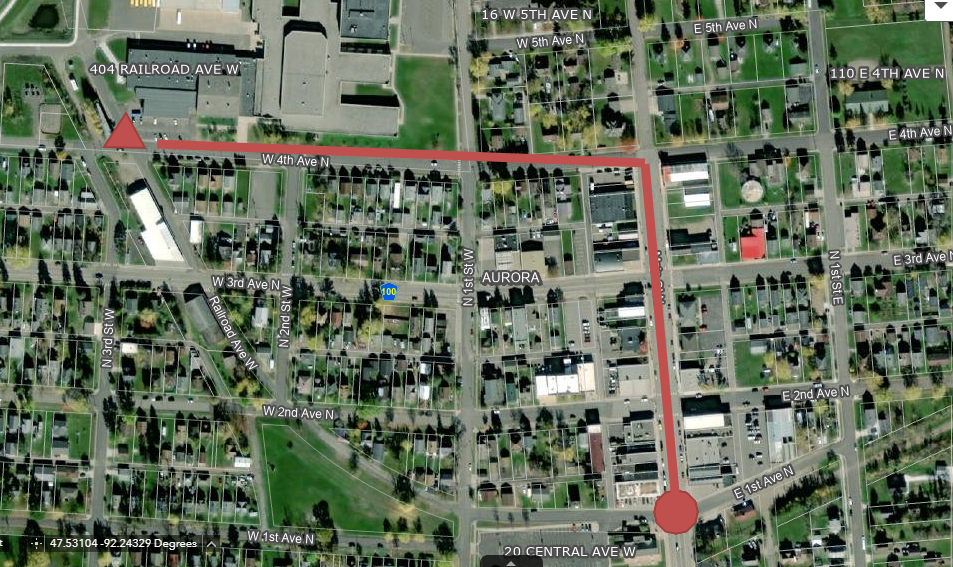 16 W 5TH AVE N
W 5th Ave N
E 5th Ave N
404 RAILROAD AVE W
110 E 4TH AVE N
E 4th Ave N
W 4th Ave N
N 1st St W
N 1st St E
E 3rd Ave N
AURORA
W 3rd Ave N
100
N 2nd St W
Railroad Ave W
N 3rd St W
E 2nd Ave N
W 2nd Ave N
E 1st Ave N
W 1st Ave N
47.53104 -92.24329 Degrees
20 CENTRAL AVE W